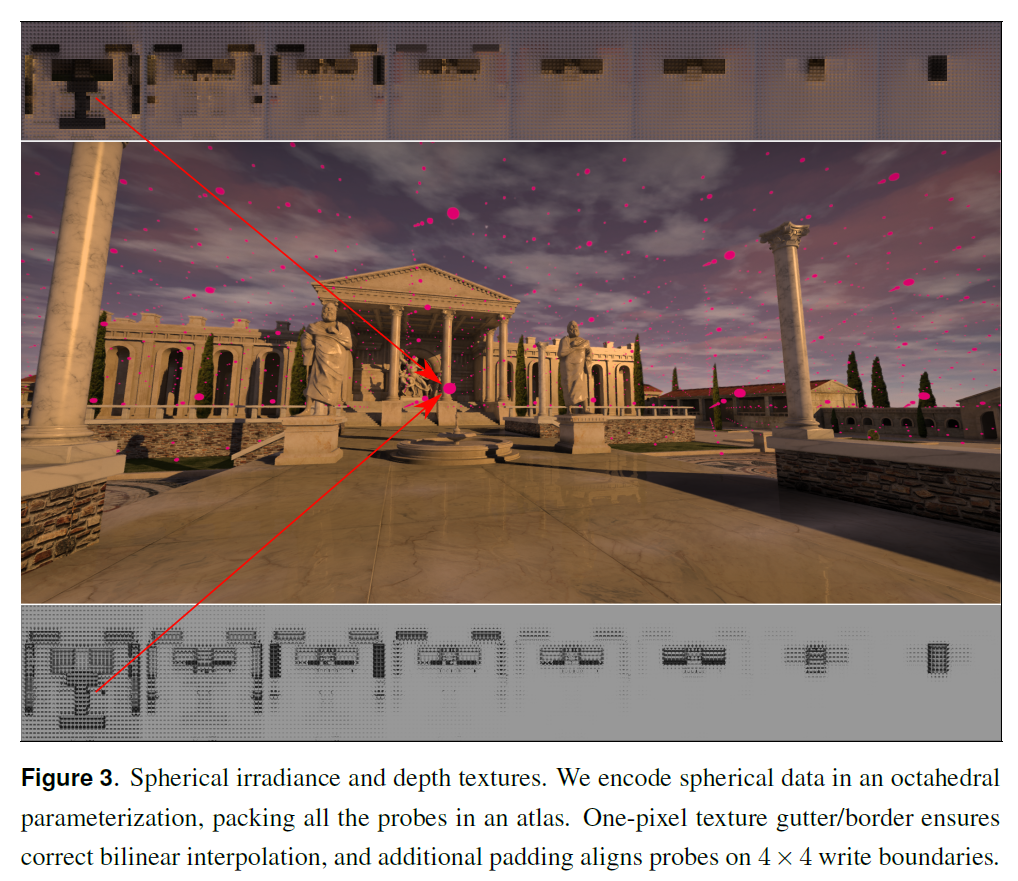 Figure 3. Spherical irradiance and depth textures. We encode spherical data in an octahedral
parameterization, packing all the probes in an atlas. One-pixel texture gutter/border ensures
correct bilinear interpolation, and additional padding aligns probes on 4 × 4 write boundaries.